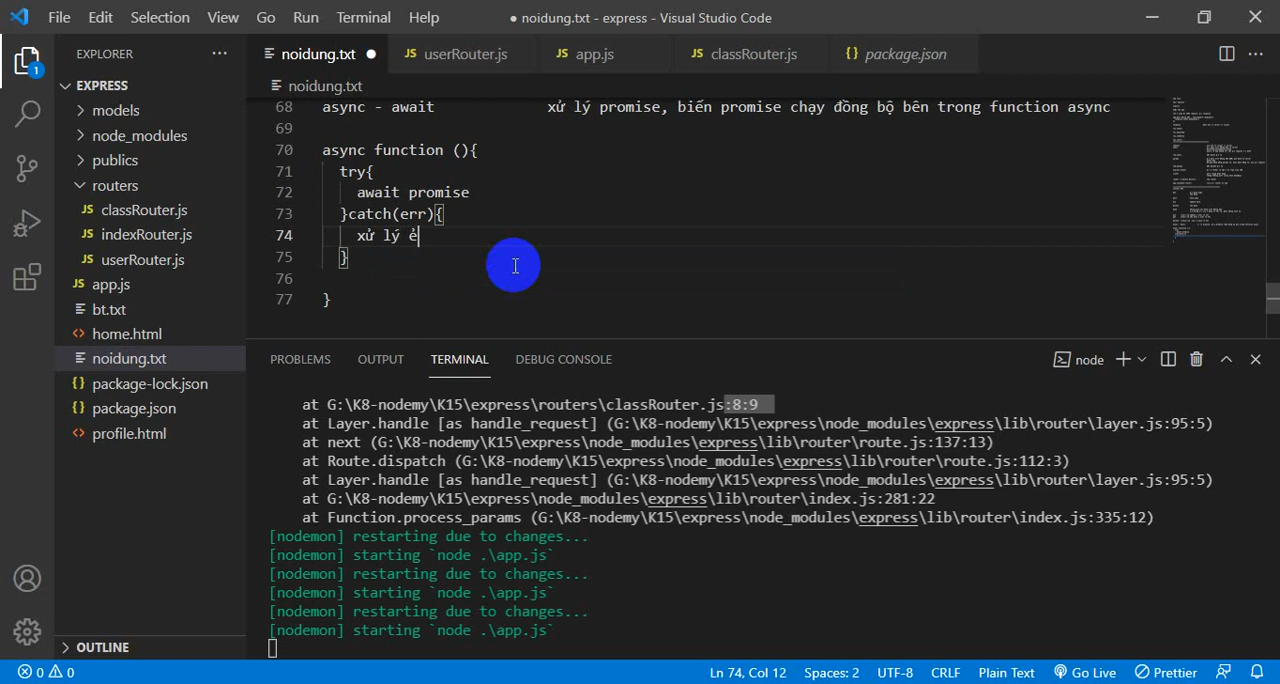 File Edit Selection View Go Run Terminal Help
● noidung.txt - express - Visual Studio Code
EXPLORER
1
EXPRESS
models
node_modules
publics
routers
JS classRouter.js
JS indexRouter.js
JS userRouter.js
JS app.js
bt.txt
<> home.html
noidung.txt
{} package-lock.json
{} package.json
<> profile.html
OUTLINE
noidung.txt ● JS userRouter.js JS app.js JS classRouter.js {} package.json
noidung.txt
68 async - await xử lý promise, biến promise chạy đồng bộ bên trong function async
69
70 async function (){
71 try{
72 await promise
73 }catch(err){
74 xử lý ẻ
75 }
76
77 }
PROBLEMS OUTPUT TERMINAL DEBUG CONSOLE node
at G:\K8-nodemy\K15\express\routers\classRouter.js:8:9
at Layer.handle [as handle_request] (G:\K8-nodemy\K15\express\node_modules\express\lib\router\layer.js:95:5)
at next (G:\K8-nodemy\K15\express\node_modules\express\lib\router\route.js:137:13)
at Route.dispatch (G:\K8-nodemy\K15\express\node_modules\express\lib\router\route.js:112:3)
at Layer.handle [as handle_request] (G:\K8-nodemy\K15\express\node_modules\express\lib\router\layer.js:95:5)
at G:\K8-nodemy\K15\express\node_modules\express\lib\router\index.js:281:22
at Function.process_params (G:\K8-nodemy\K15\express\node_modules\express\lib\router\index.js:335:12)
[nodemon] restarting due to changes...
[nodemon] starting `node .\app.js`
[nodemon] restarting due to changes...
[nodemon] starting `node .\app.js`
[nodemon] restarting due to changes...
[nodemon] starting `node .\app.js`
0 0 Ln 74, Col 12 Spaces: 2 UTF-8 CRLF Plain Text Go Live Prettier